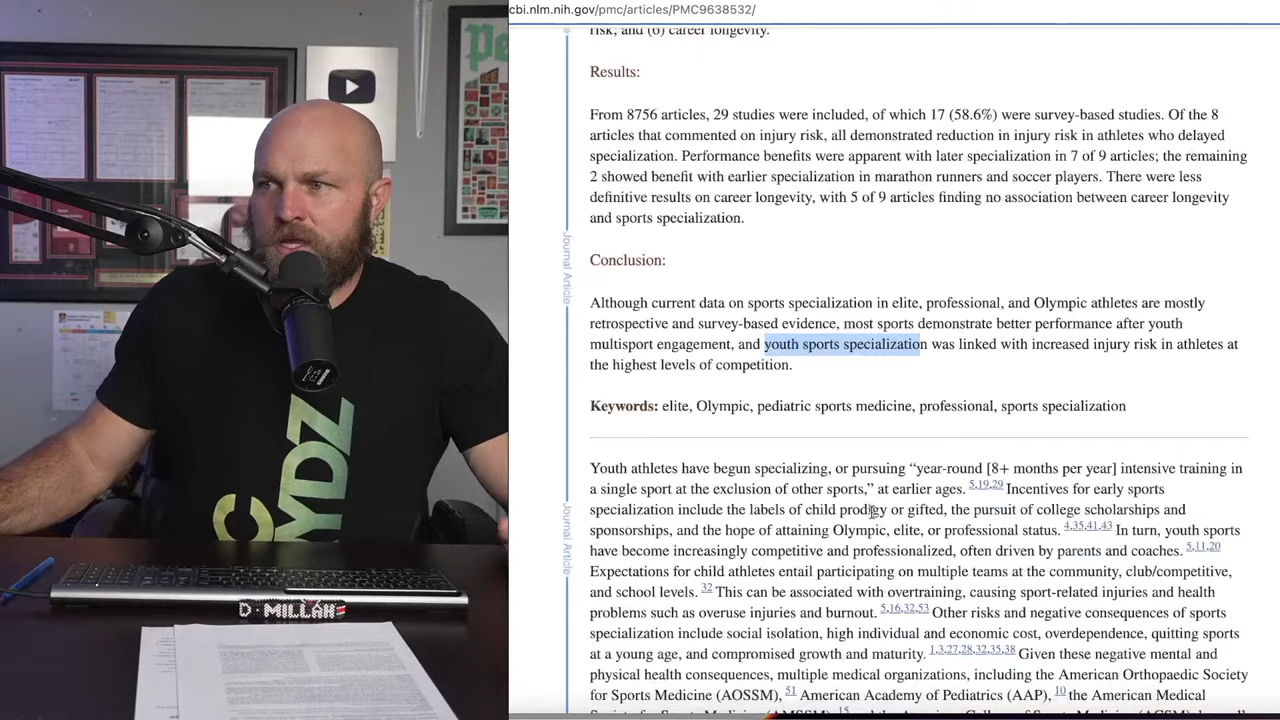 cbi.nlm.nih.gov/pmc/articles/PMC9638532/
risk, and (6) career longevity.
Results:
From 8756 articles, 29 studies were included, of which 17 (58.6%) were survey-based studies. Of the 8
articles that commented on injury risk, all demonstrated reduction in injury risk in athletes who delayed
specialization. Performance benefits were apparent with later specialization in 7 of 9 articles; the remaining
2 showed benefit with earlier specialization in marathon runners and soccer players. There were less
definitive results on career longevity, with 5 of 9 articles finding no association between career longevity
and sports specialization.
Conclusion:
Although current data on sports specialization in elite, professional, and Olympic athletes are mostly
retrospective and survey-based evidence, most sports demonstrate better performance after youth
multisport engagement, and youth sports specialization was linked with increased injury risk in athletes at
the highest levels of competition.
Keywords: elite, Olympic, pediatric sports medicine, professional, sports specialization
Youth athletes have begun specializing, or pursuing “year-round [8+ months per year] intensive training in
a single sport at the exclusion of other sports,” at earlier ages. 5,19,29 Incentives for early sports
specialization include the labels of child prodigy or gifted, the pursuit of college scholarships and
sponsorships, and the hope of attaining Olympic, elite, or professional status. In turn, youth sports
have become increasingly competitive and professionalized, often driven by parents and coaches. 5,11,20
Expectations for child athletes entail participating on multiple teams at the community, club/competitive,
and school levels. 32 This can be associated with overtraining, causing sport-related injuries and health
problems such as overuse injuries and burnout. 5,16,32,53 Other risks and negative consequences of sports
specialization include social isolation, high individual and economic cost, overdependence, quitting sports
at a young age, and compromised growth and maturity. 1,3,27,28,32,35,38 Given these negative mental and
physical health consequences, multiple medical organizations, including the American Orthopaedic Society
for Sports Medicine (AOSSM), 51 American Academy of Pediatrics (AAP), 10 the American Medical
Journal Article
Journal Article
D·MILLAR
SHURE